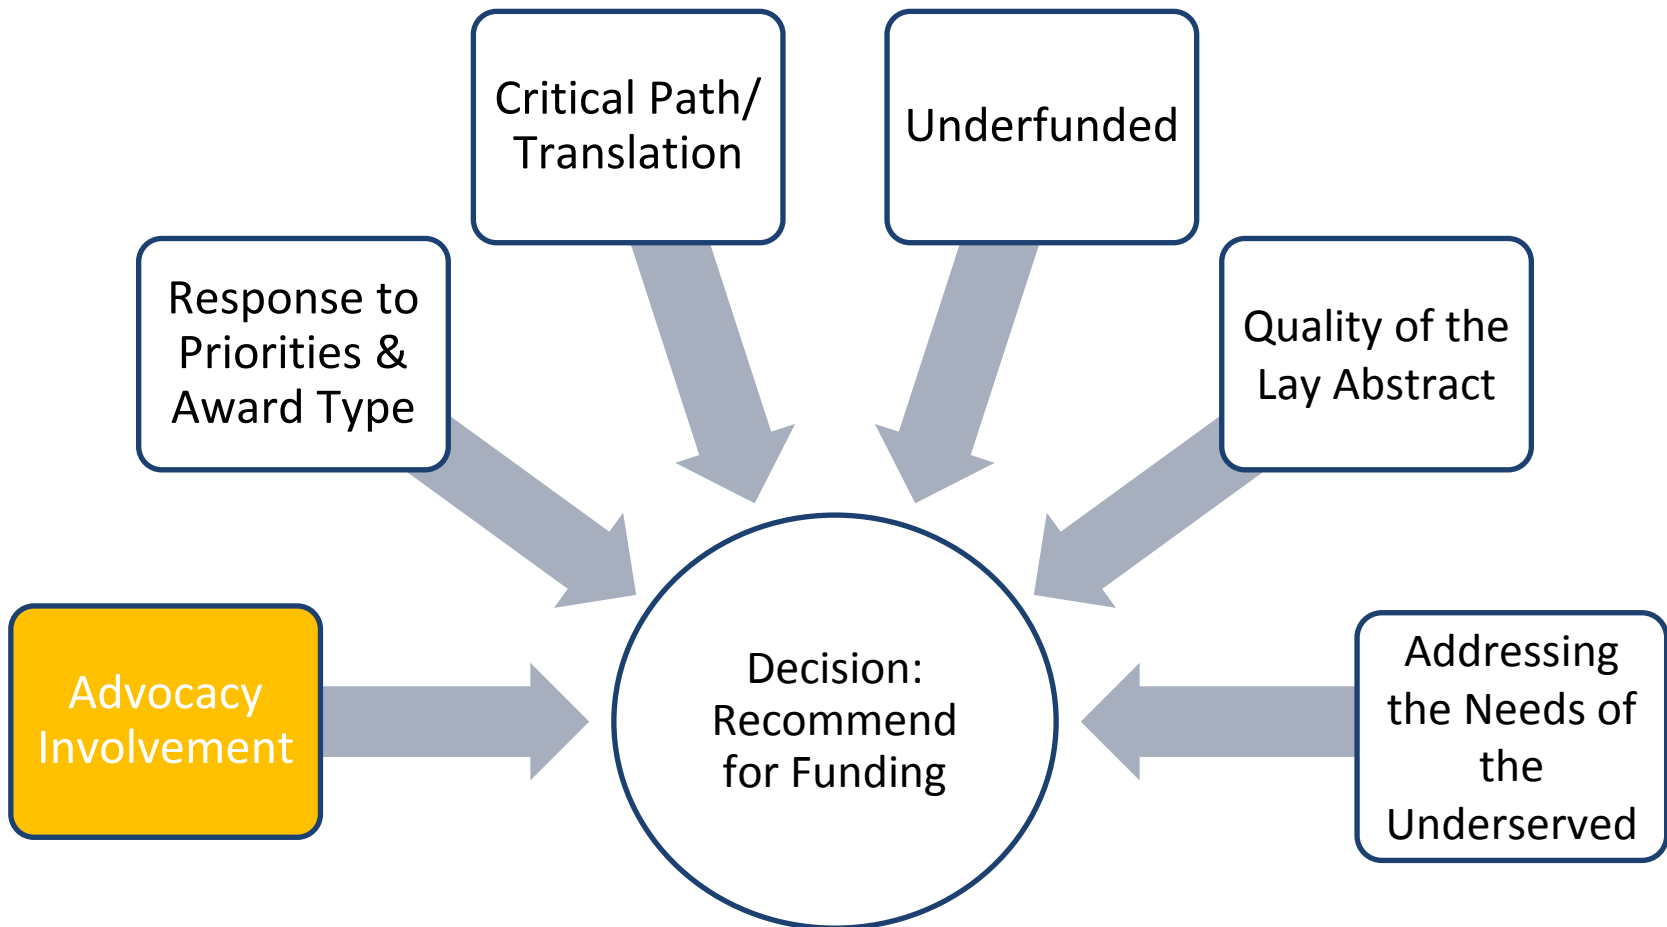 Critical Path/
Translation
Underfunded
Response to
Priorities &
Award Type
Quality of the
Lay Abstract
Advocacy
Involvement
Decision:
Recommend
for Funding
Addressing
the Needs of
the
Underserved